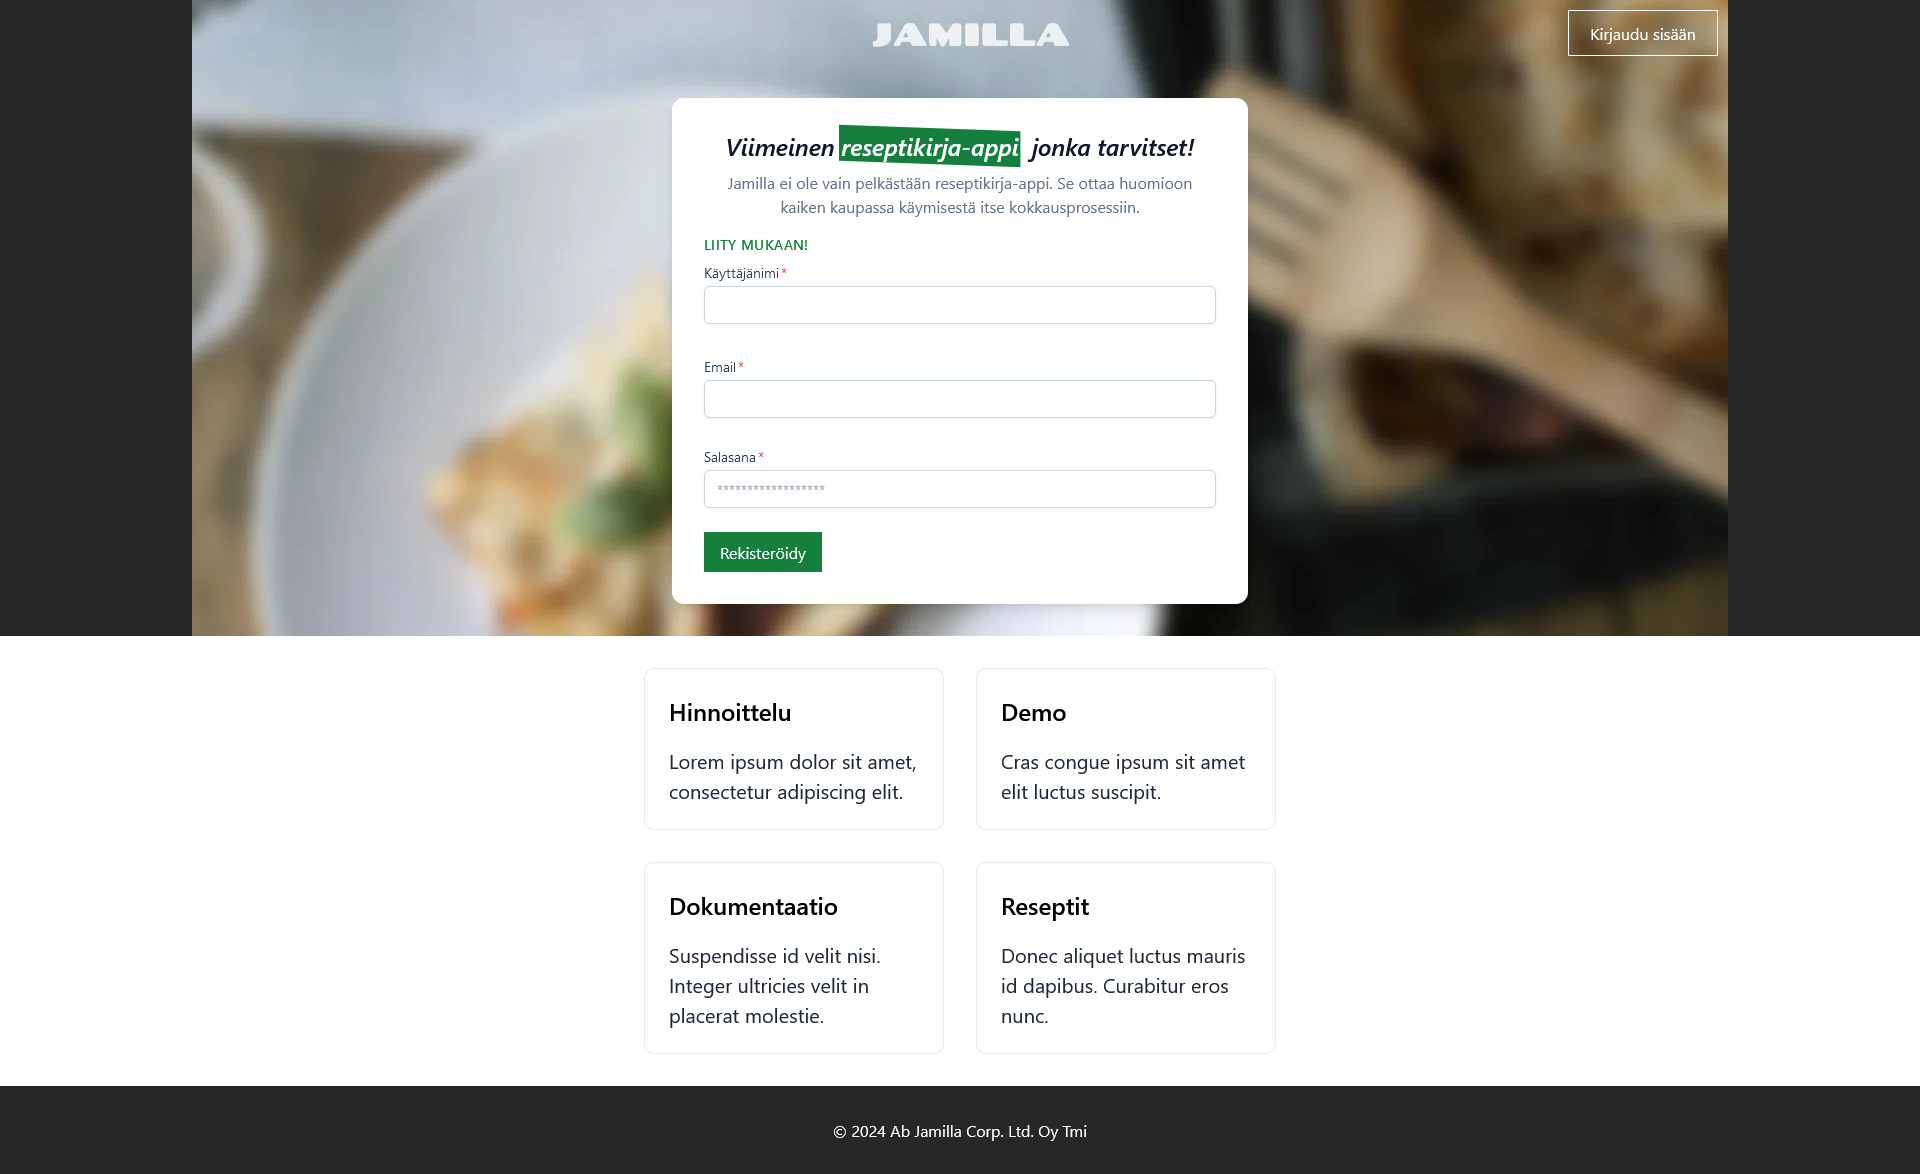 JAMILLA
Kirjaudu sisään
Viimeinen reseptikirja-appi jonka tarvitset!
Jamilla ei ole vain pelkästään reseptikirja-appi. Se ottaa huomioon
kaiken kaupassa käymisestä itse kokkausprosessiin.
LIITY MUKAAN!
Käyttäjänimi*
Email*
Salasana*
******************
Rekisteröidy
Hinnoittelu
Lorem ipsum dolor sit amet,
consectetur adipiscing elit.
Demo
Cras congue ipsum sit amet
elit luctus suscipit.
Dokumentaatio
Suspendisse id velit nisi.
Integer ultricies velit in
placerat molestie.
Reseptit
Donec aliquet luctus mauris
id dapibus. Curabitur eros
nunc.
© 2024 Ab Jamilla Corp. Ltd. Oy Tmi